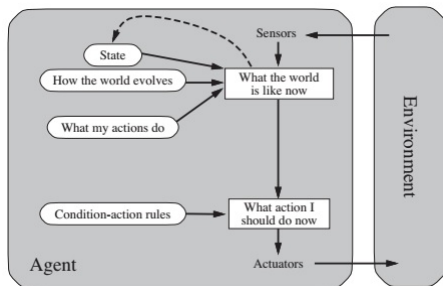 Sensors
State
How the world evolves
What the world
is like now
What my actions do
Condition-action rules
What action I
should do now
Agent
Actuators
Environment